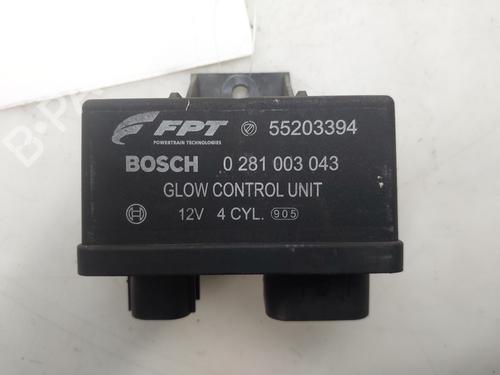 FPT 55203394
POWERTRAIN TECHNOLOGIES
BOSCH 0 281 003 043
GLOW CONTROL UNIT
12V 4 CYL. 905
B-P